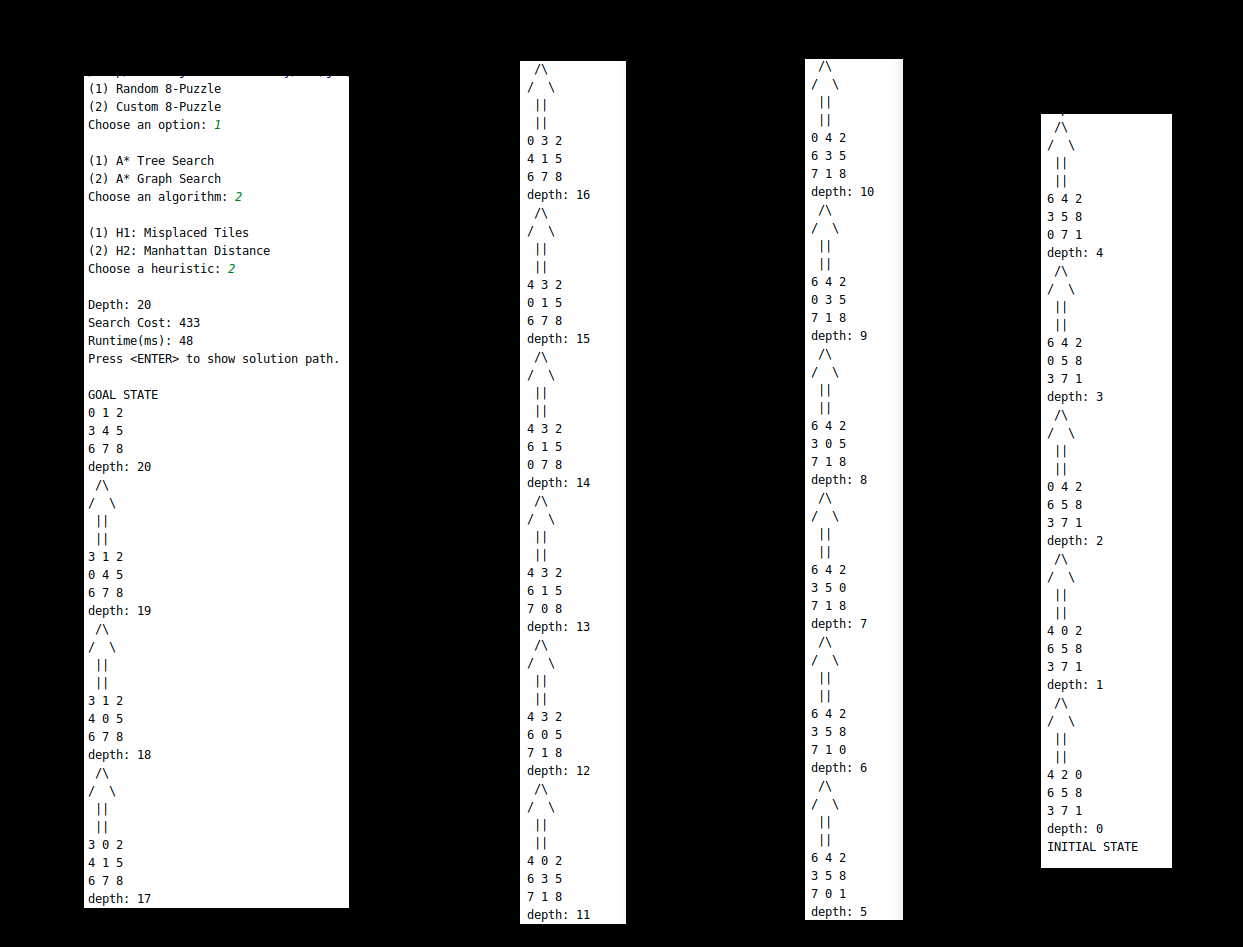 (1) Random 8-Puzzle
(2) Custom 8-Puzzle
Choose an option: 1
(1) A* Tree Search
(2) A* Graph Search
Choose an algorithm: 2
(1) H1: Misplaced Tiles
(2) H2: Manhattan Distance
Choose a heuristic: 2
Depth: 20
Search Cost: 433
Runtime(ms): 48
Press <ENTER> to show solution path.
GOAL STATE
0 1 2
3 4 5
6 7 8
depth: 20
 /\
/  \
 ||
 ||
3 1 2
0 4 5
6 7 8
depth: 19
 /\
/  \
 ||
 ||
3 1 2
4 0 5
6 7 8
depth: 18
 /\
/  \
 ||
 ||
3 0 2
4 1 5
6 7 8
depth: 17
 /\
/  \
 ||
 ||
0 3 2
4 1 5
6 7 8
depth: 16
 /\
/  \
 ||
 ||
4 3 2
0 1 5
6 7 8
depth: 15
 /\
/  \
 ||
 ||
4 3 2
6 1 5
0 7 8
depth: 14
 /\
/  \
 ||
 ||
4 3 2
6 1 5
7 0 8
depth: 13
 /\
/  \
 ||
 ||
4 3 2
6 0 5
7 1 8
depth: 12
 /\
/  \
 ||
 ||
4 0 2
6 3 5
7 1 8
depth: 11
 /\
/  \
 ||
 ||
0 4 2
6 3 5
7 1 8
depth: 10
 /\
/  \
 ||
 ||
6 4 2
0 3 5
7 1 8
depth: 9
 /\
/  \
 ||
 ||
6 4 2
3 0 5
7 1 8
depth: 8
 /\
/  \
 ||
 ||
6 4 2
3 5 0
7 1 8
depth: 7
 /\
/  \
 ||
 ||
6 4 2
3 5 8
7 1 0
depth: 6
 /\
/  \
 ||
 ||
6 4 2
3 5 8
7 0 1
depth: 5
 /\
/  \
 ||
 ||
6 4 2
3 5 8
0 7 1
depth: 4
 /\
/  \
 ||
 ||
6 4 2
0 5 8
3 7 1
depth: 3
 /\
/  \
 ||
 ||
0 4 2
6 5 8
3 7 1
depth: 2
 /\
/  \
 ||
 ||
4 0 2
6 5 8
3 7 1
depth: 1
 /\
/  \
 ||
 ||
4 2 0
6 5 8
3 7 1
depth: 0
INITIAL STATE